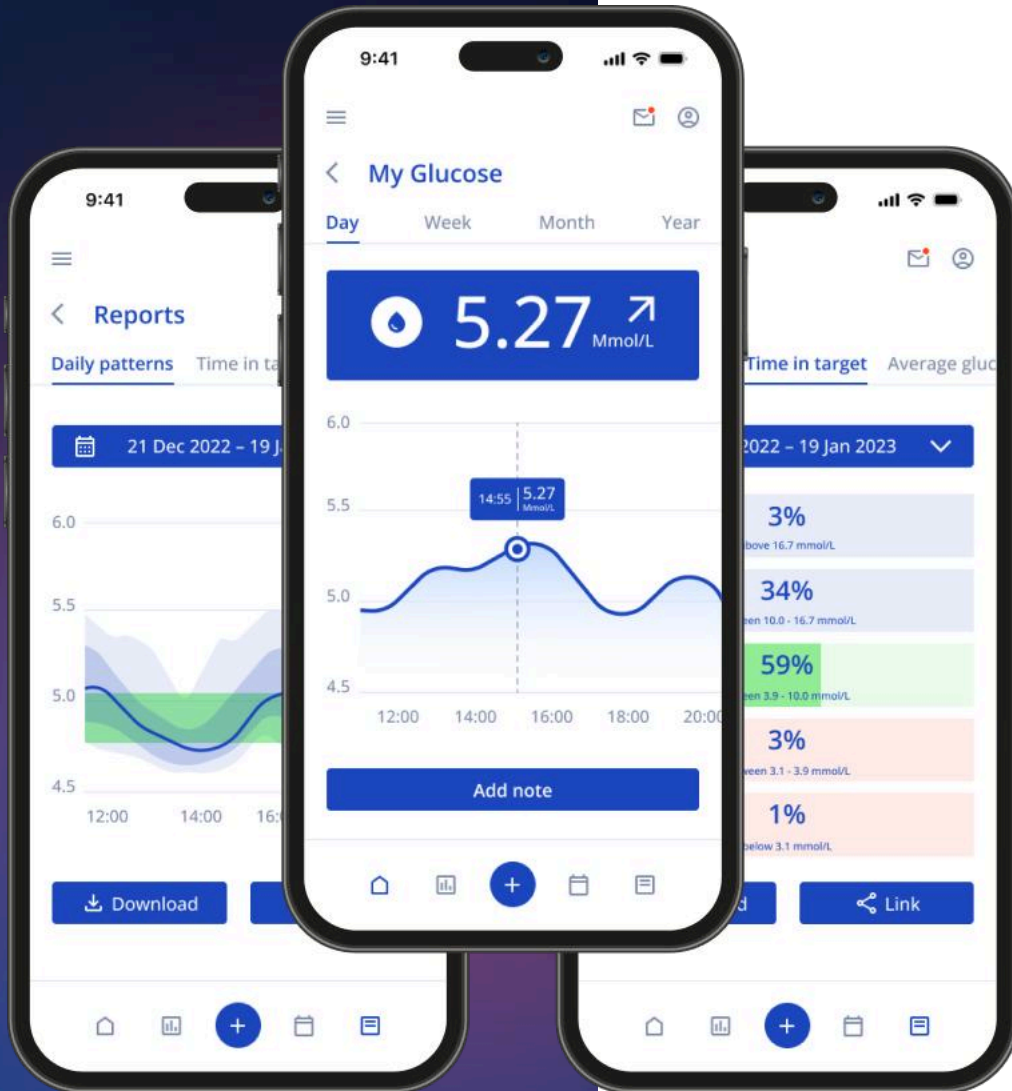 9:41
Reports
Daily patterns Time in ta
21 Dec 2022 – 19 J
6.0
5.5
5.0
4.5
12:00 14:00 16:
Download
9:41
My Glucose
Day Week Month Year
5.27 Mmol/L
6.0
14:55 5.27
Mmol/L
5.5
5.0
4.5
12:00 14:00 16:00 18:00 20:00
Add note
Time in target Average gluc
2022 – 19 Jan 2023
3%
bove 16.7 mmol/L
34%
een 10.0 - 16.7 mmol/L
59%
een 3.9 - 10.0 mmol/L
3%
ween 3.1 - 3.9 mmol/L
1%
below 3.1 mmol/L
d
Link